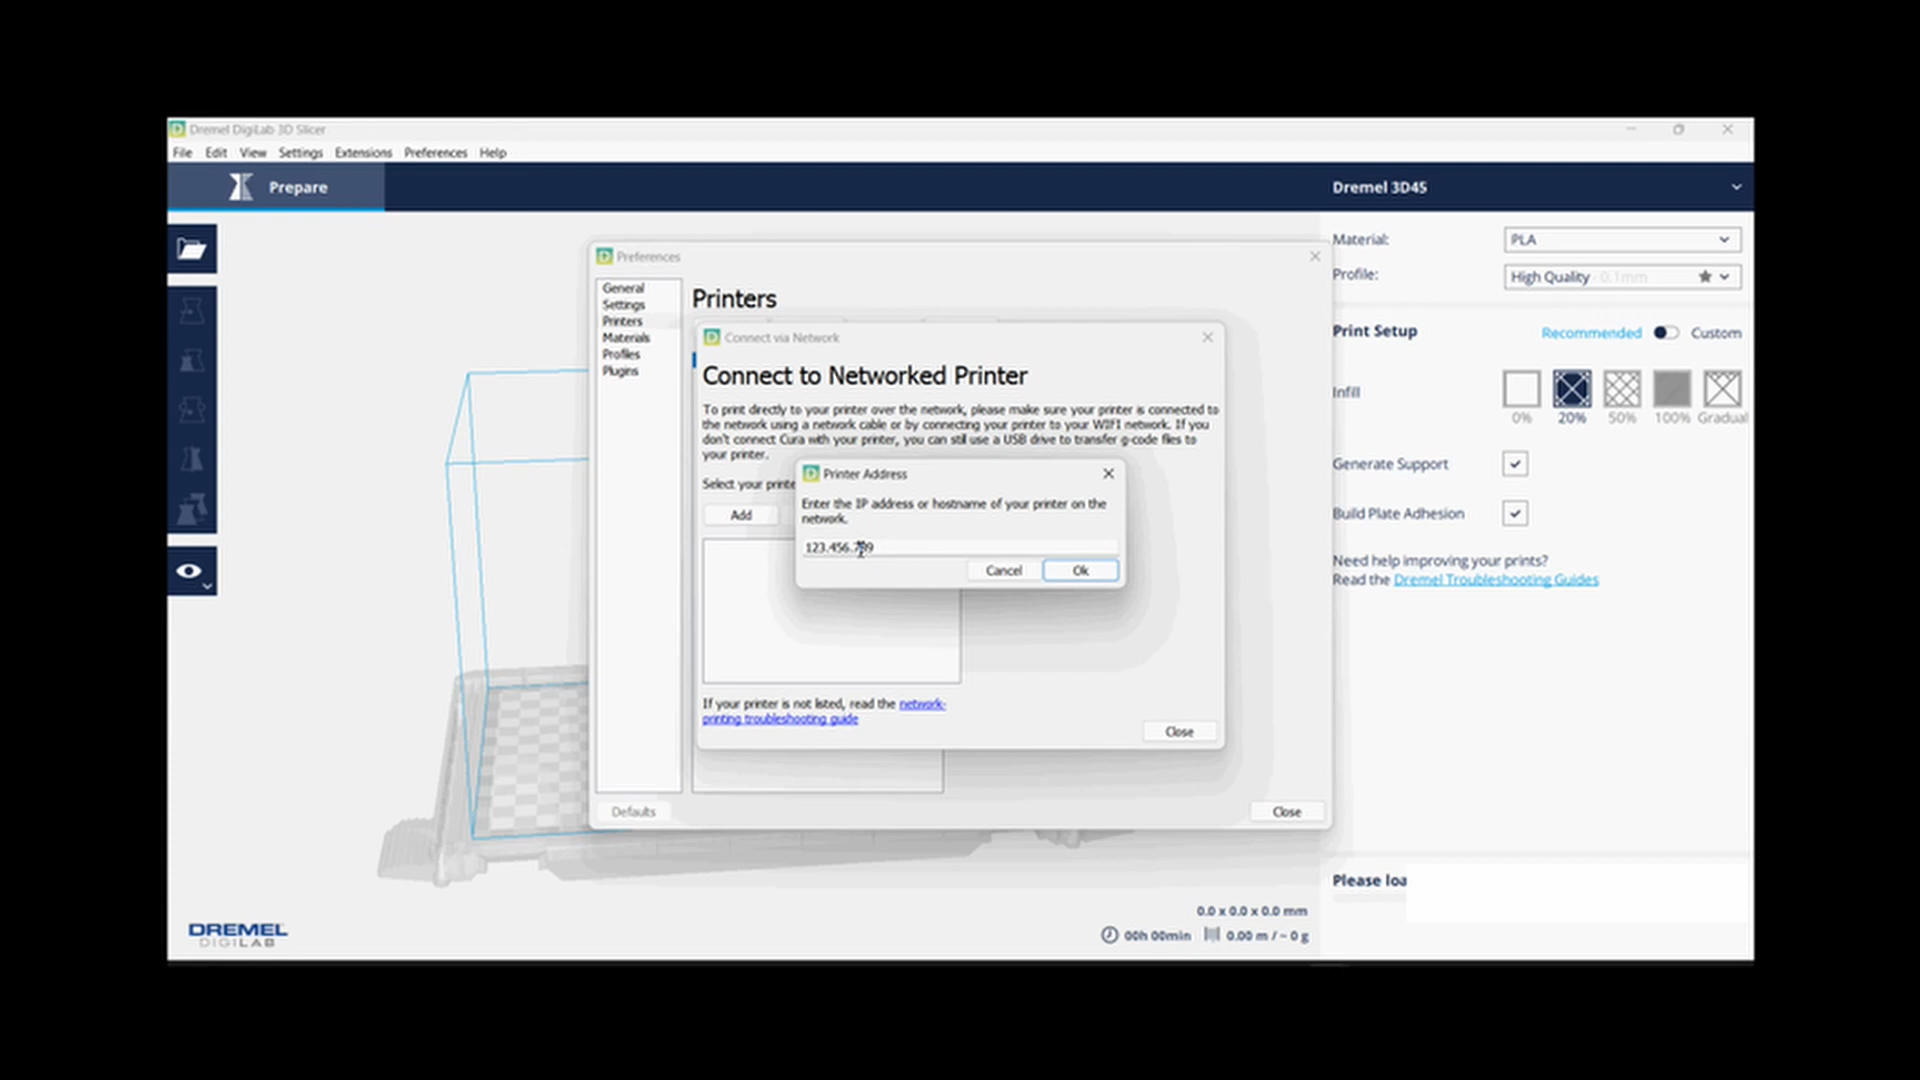 Dremel DigiLab 3D Slicer
File Edit View Settings Extensions Preferences Help
Prepare
Dremel 3D45
Material:
PLA
Profile:
High Quality 0.1mm
Print Setup
Recommended
Custom
Infill
0%
20%
50%
100%
Gradual
Generate Support
Build Plate Adhesion
Need help improving your prints?
Read the Dremel Troubleshooting Guides
Please loa
Preferences
General
Settings
Printers
Materials
Profiles
Plugins
Printers
Connect via Network
Connect to Networked Printer
To print directly to your printer over the network, please make sure your printer is connected to
the network using a network cable or by connecting your printer to your WIFI network. If you
don't connect Cura with your printer, you can still use a USB drive to transfer g-code files to
your printer.
Select your printe
Add
Printer Address
Enter the IP address or hostname of your printer on the
network.
123.456.789
Cancel
Ok
If your printer is not listed, read the network-
printing troubleshooting guide
Close
Defaults
Close
0.0 x 0.0 x 0.0 mm
00h 00min
0.00 m / ~ 0 g
DREMEL
DIGILAB